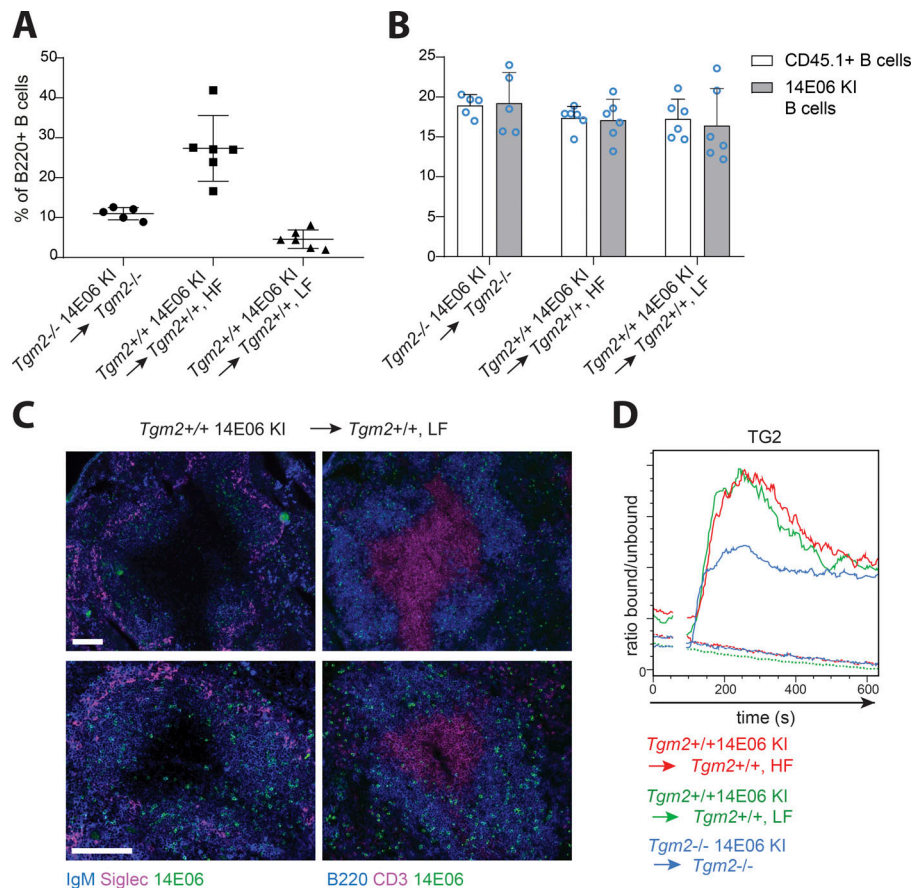 A
% of B220+ B cells
50
40
30
20
10
0
Tgm2-/- 14E06 KI
→ Tgm2-/-
Tgm2+/+ 14E06 KI
→ Tgm2+/+, HF
Tgm2+/+ 14E06 KI
→ Tgm2+/+, LF
B
25
20
15
10
5
0
CD45.1+ B cells
14E06 KI
B cells
Tgm2-/- 14E06 KI
→ Tgm2-/-
Tgm2+/+ 14E06 KI
→ Tgm2+/+, HF
Tgm2+/+ 14E06 KI
→ Tgm2+/+, LF
C
Tgm2+/+ 14E06 KI → Tgm2+/+, LF
IgM Siglec 14E06
B220 CD3 14E06
D
TG2
ratio bound/unbound
0
0 200 400 600
time (s)
Tgm2+/+14E06 KI
→ Tgm2+/+, HF
Tgm2+/+14E06 KI
→ Tgm2+/+, LF
Tgm2-/- 14E06 KI
→ Tgm2-/-